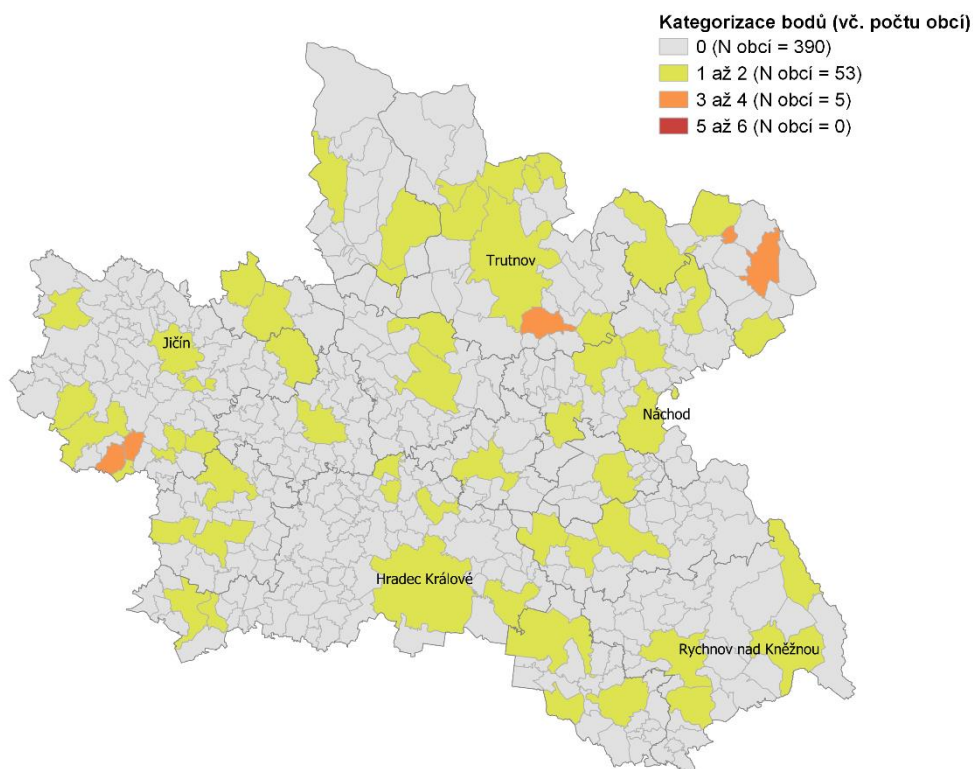 Kategorizace bodů (vč. počtu obcí)
0 (N obcí = 390)
1 až 2 (N obcí = 53)
3 až 4 (N obcí = 5)
5 až 6 (N obcí = 0)
Trutnov
Jičín
Náchod
Hradec Králové
Rychnov nad Kněžnou